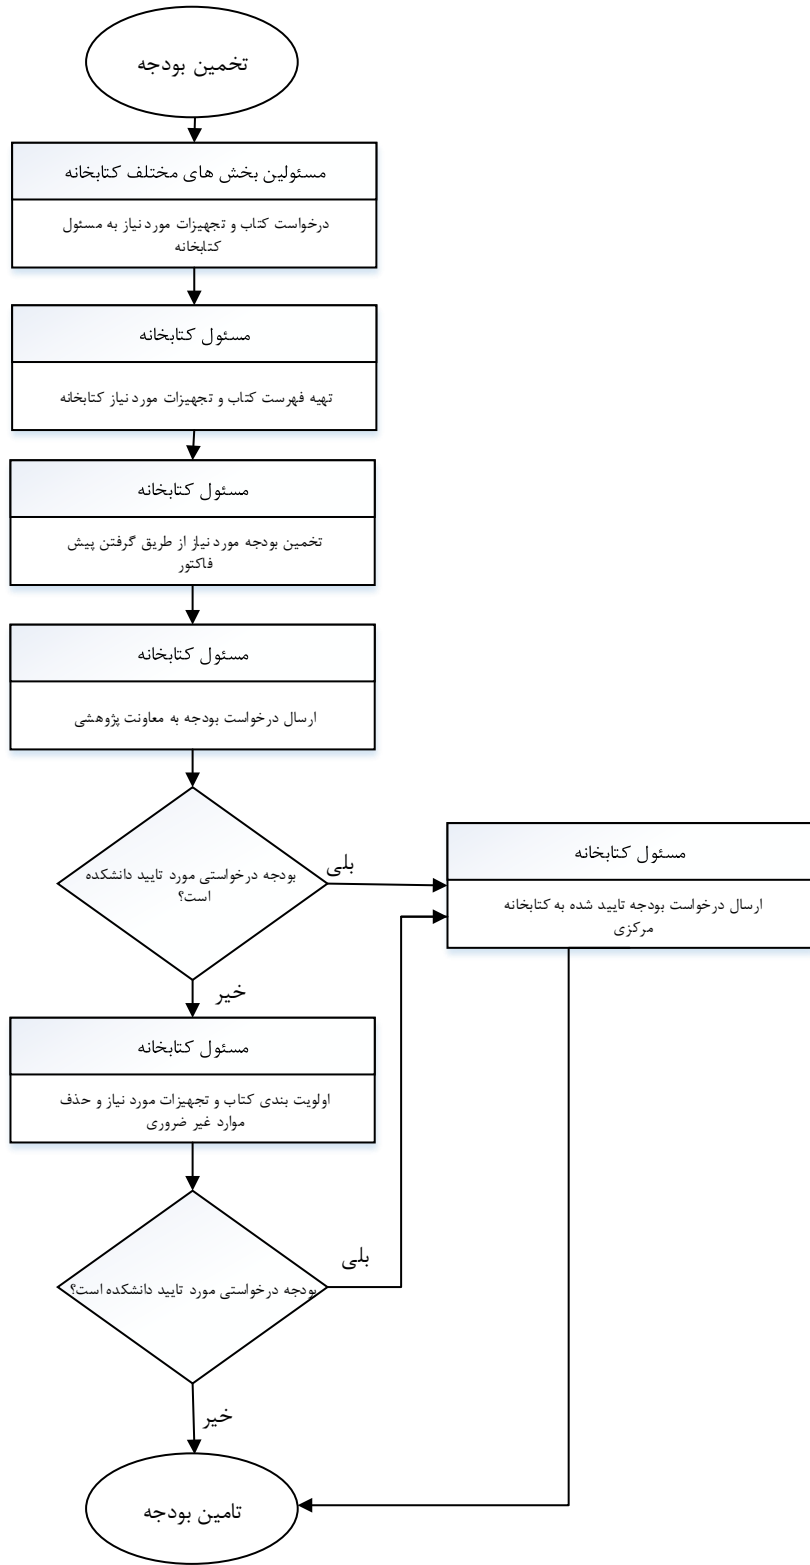 تخمین بودجه
مسئولین بخش های مختلف کتابخانه
درخواست کتاب و تجهیزات مورد نیاز به مسئول
کتابخانه
مسئول کتابخانه
تهیه فهرست کتاب و تجهیزات مورد نیاز کتابخانه
مسئول کتابخانه
تخمین بودجه مورد نیاز از طریق گرفتن پیش
فاکتور
مسئول کتابخانه
ارسال درخواست بودجه به معاونت پژوهشی
بودجه درخواستی مورد تایید دانشکده
است؟
بلی
مسئول کتابخانه
ارسال درخواست بودجه تایید شده به کتابخانه
مرکزی
خیر
مسئول کتابخانه
اولویت بندی کتاب و تجهیزات مورد نیاز و حذف
موارد غیر ضروری
بودجه درخواستی مورد تایید دانشکده است؟
بلی
خیر
تامین بودجه